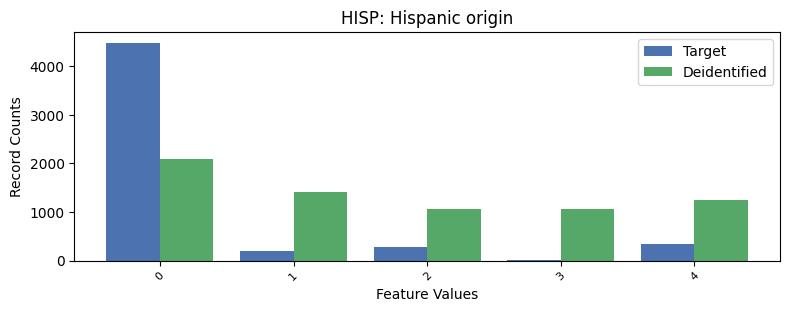 HISP: Hispanic origin
Target
Deidentified
Record Counts
4000
3000
2000
1000
0
0 1 2 3 4
Feature Values